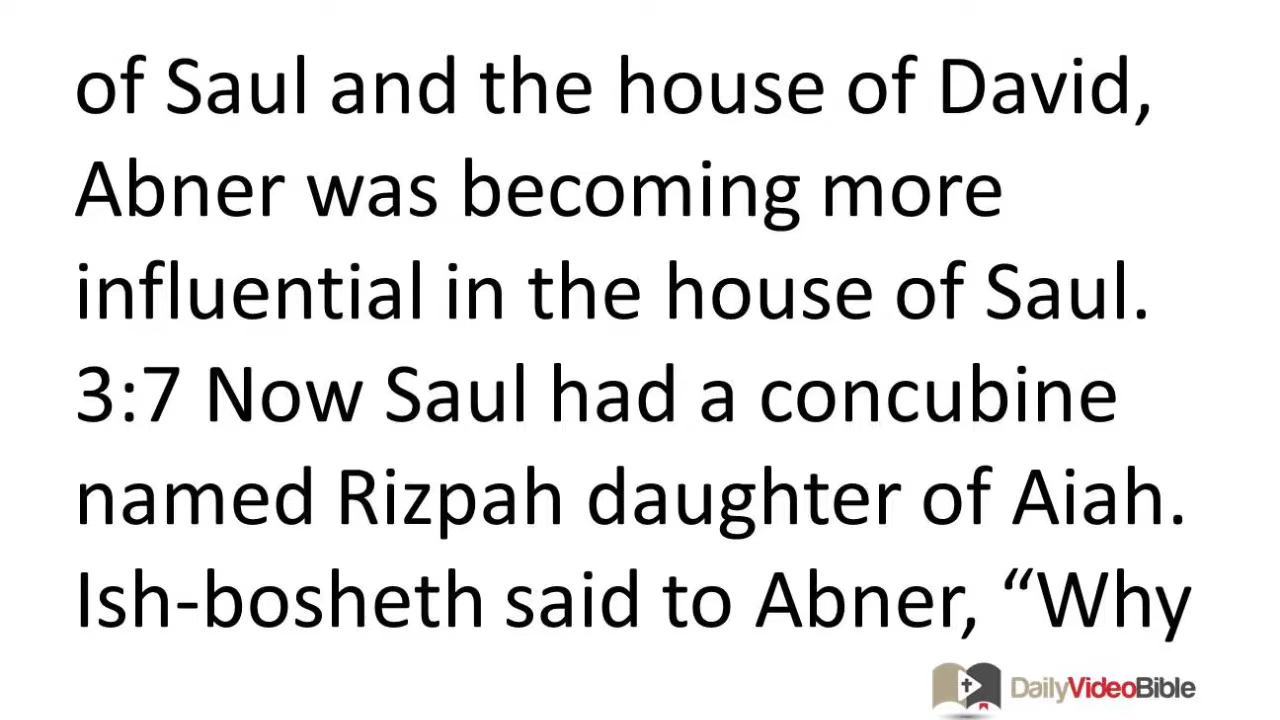 of Saul and the house of David,
Abner was becoming more
influential in the house of Saul.
3:7 Now Saul had a concubine
named Rizpah daughter of Aiah.
Ish-bosheth said to Abner, “Why
DailyVideoBible